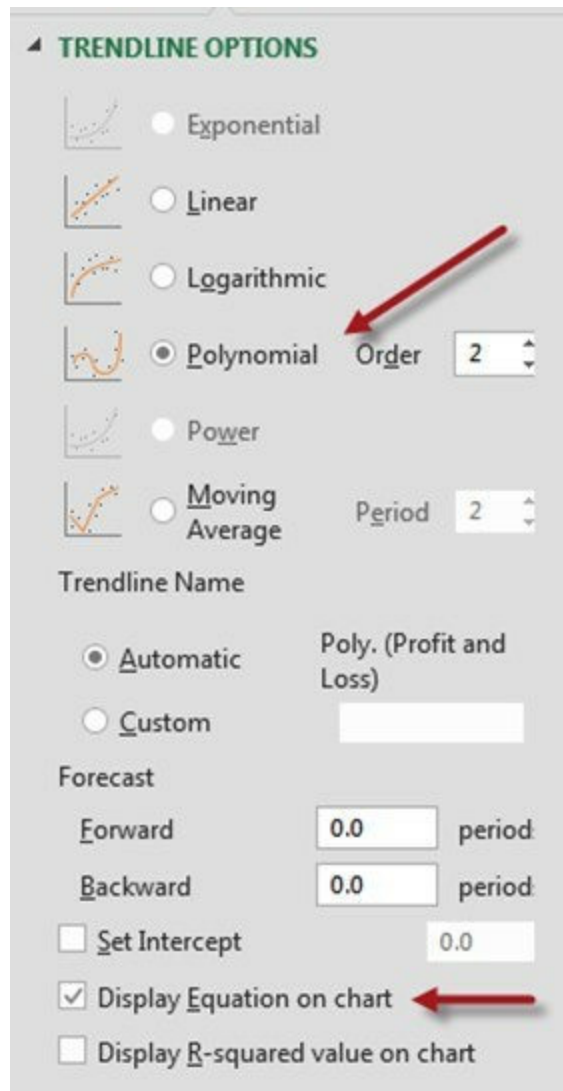 TRENDLINE OPTIONS
Exponential
Linear
Logarithmic
Polynomial Order 2
Power
Moving
Average Period 2
Trendline Name
Automatic Poly. (Profit and
Loss)
Custom
Forecast
Forward 0.0 period
Backward 0.0 period
Set Intercept 0.0
Display Equation on chart
Display R-squared value on chart